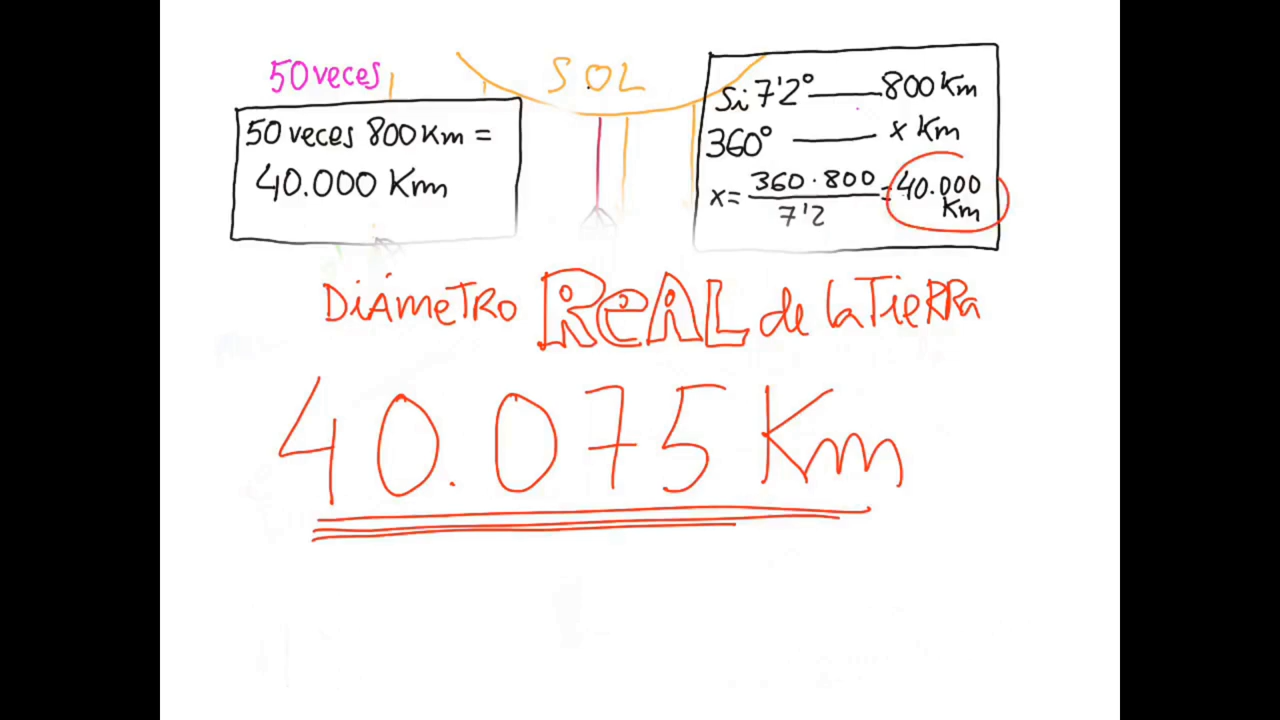 50 veces
50 veces 800 Km =
40.000 Km
SOL
Si 7'2° 800 Km
360° x Km
x = 360 · 800 / 7'2 = 40.000 Km
DIÁMETRO REAL de la TIERRA
40.075 Km